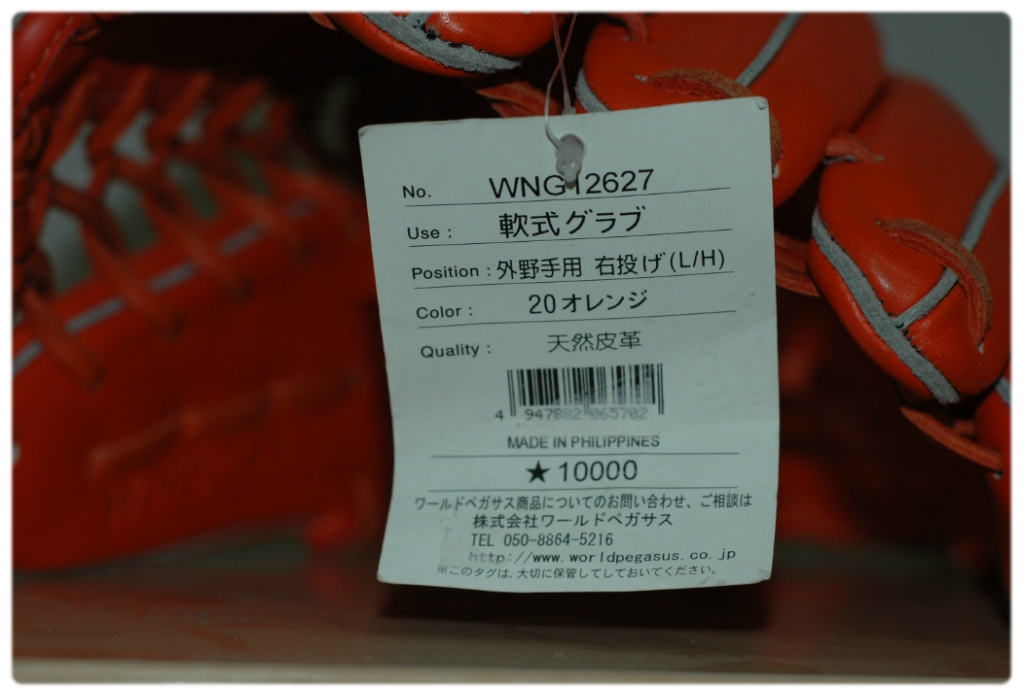 No. WNG12627
Use : 軟式グラブ
Position : 外野手用 右投げ(L/H)
Color : 20オレンジ
Quality : 天然皮革
4 947882 065702
MADE IN PHILIPPINES
★10000
ワールドペガサス商品についてのお問い合わせ、ご相談は
株式会社ワールドペガサス
TEL 050-8864-5216
http://www.worldpegasus.co.jp
※このタグは、大切に保管してしておいてください。